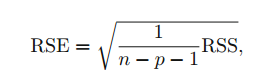 RSE = √(1/(n − p − 1) RSS),